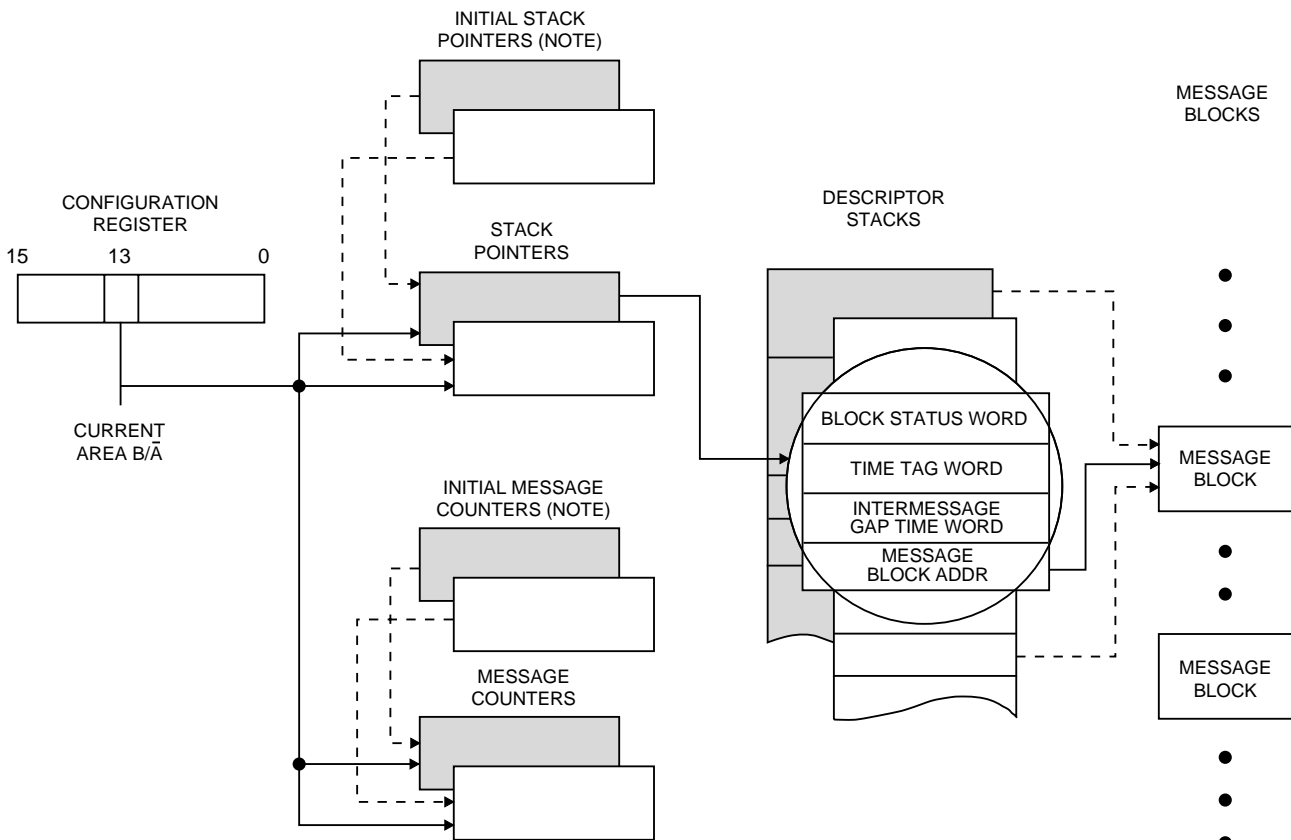 INITIAL STACK
POINTERS (NOTE)
MESSAGE
BLOCKS
CONFIGURATION
REGISTER
15 13 0
STACK
POINTERS
DESCRIPTOR
STACKS
CURRENT
AREA B/A̅
BLOCK STATUS WORD
TIME TAG WORD
INTERMESSAGE
GAP TIME WORD
MESSAGE
BLOCK ADDR
MESSAGE
BLOCK
INITIAL MESSAGE
COUNTERS (NOTE)
MESSAGE
COUNTERS
MESSAGE
BLOCK